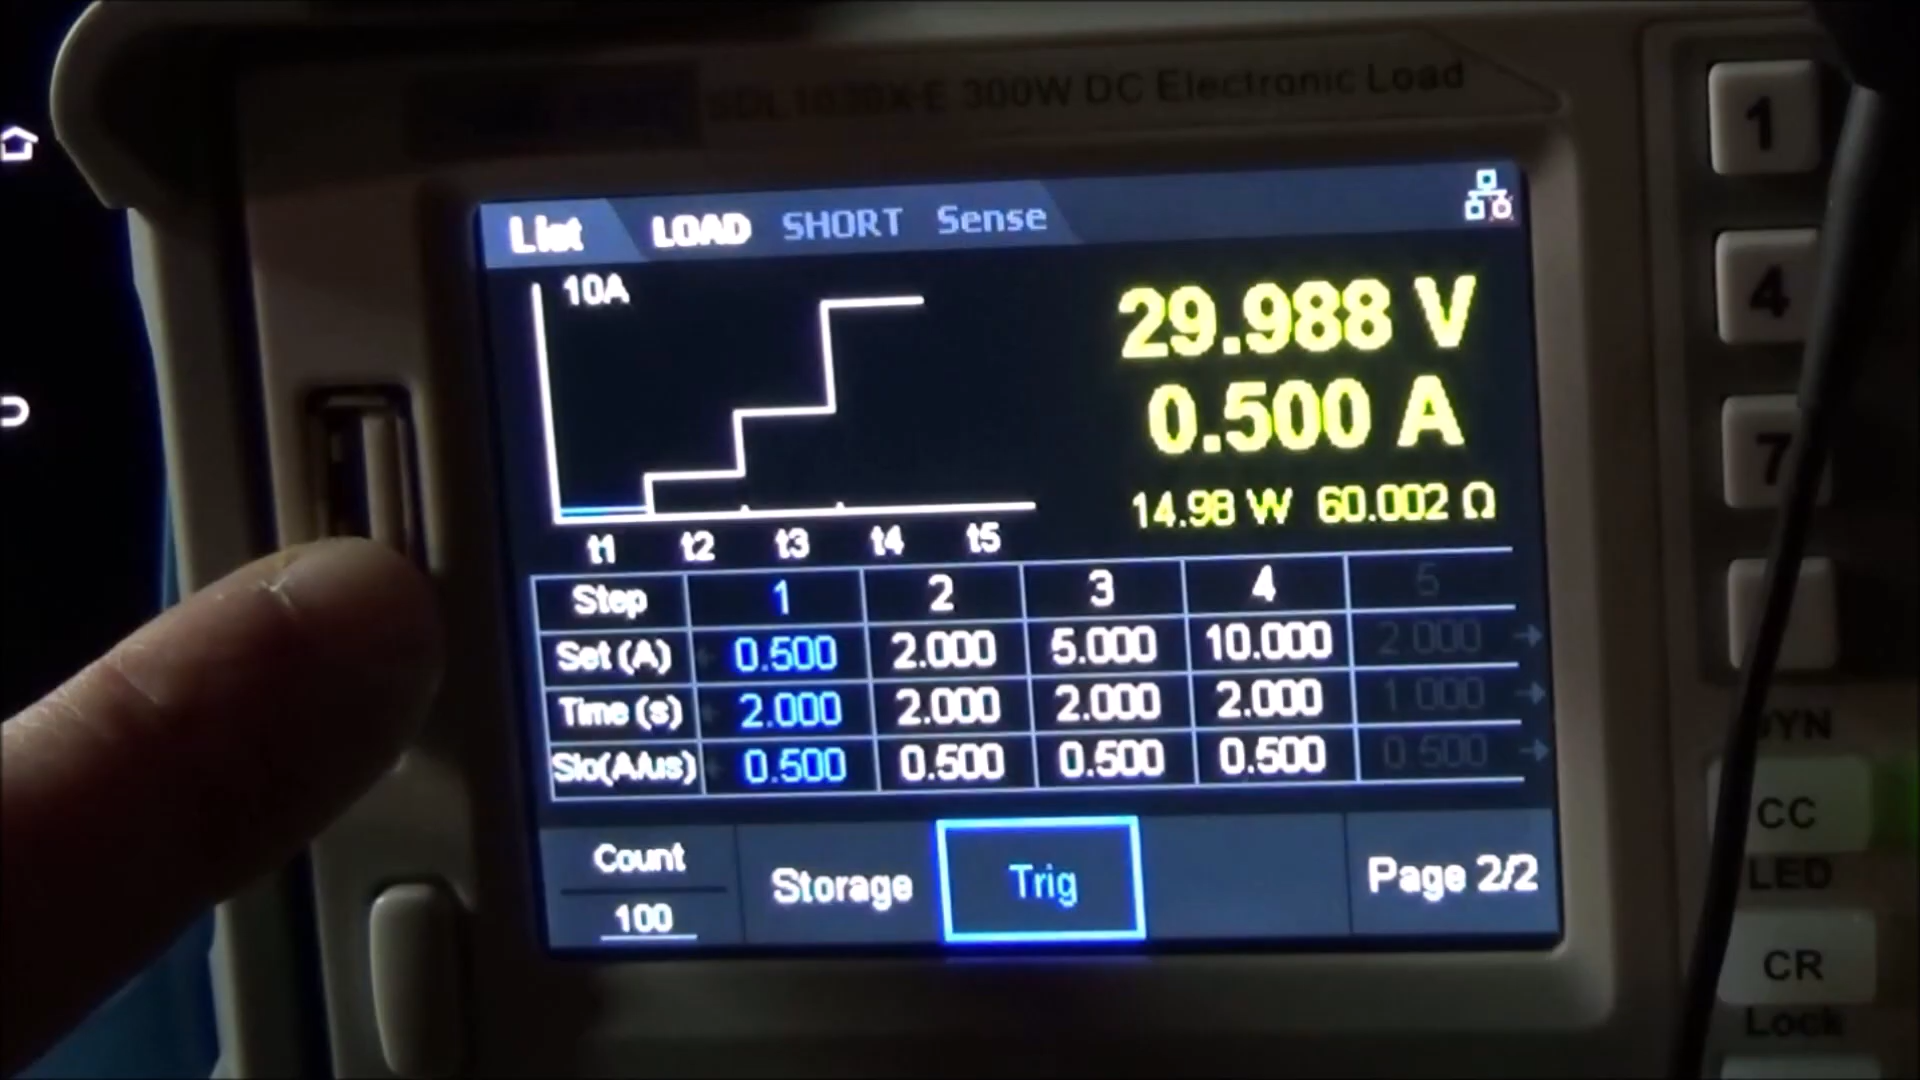 SDL1030X-E 300W DC Electronic Load
List LOAD SHORT Sense
10A
29.988 V
0.500 A
14.98 W 60.002 Ω
t1 t2 t3 t4 t5
Step 1 2 3 4 5
Set (A) 0.500 2.000 5.000 10.000 2.000
Time (s) 2.000 2.000 2.000 2.000 1.000
Slo(A/us) 0.500 0.500 0.500 0.500 0.500
Count
100
Storage
Trig
Page 2/2
1
4
7
DYN
CC
LED
CR
Lock